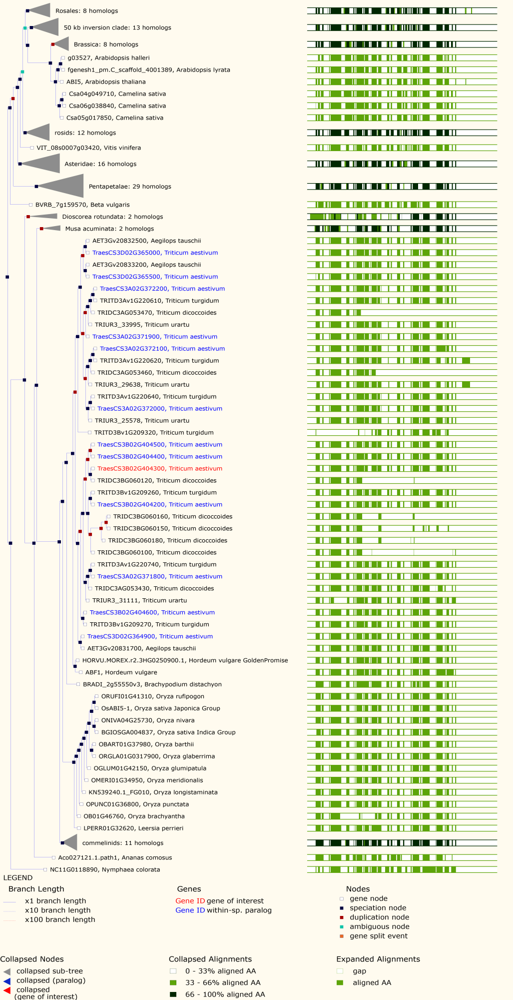 Rosales: 8 homologs
50 kb inversion clade: 13 homologs
Brassica: 8 homologs
g03527, Arabidopsis halleri
fgenesh1_pm.C_scaffold_4001389, Arabidopsis lyrata
ABI5, Arabidopsis thaliana
Csa04g049710, Camelina sativa
Csa06g038840, Camelina sativa
Csa05g017850, Camelina sativa
rosids: 12 homologs
VIT_08s0007g03420, Vitis vinifera
Asteridae: 16 homologs
Pentapetalae: 29 homologs
BVRB_7g159570, Beta vulgaris
Dioscorea rotundata: 2 homologs
Musa acuminata: 2 homologs
AET3Gv20832500, Aegilops tauschii
TraesCS3D02G365000, Triticum aestivum
AET3Gv20833200, Aegilops tauschii
TraesCS3D02G365500, Triticum aestivum
TraesCS3A02G372200, Triticum aestivum
TRITD3Av1G220610, Triticum turgidum
TRIDC3AG053470, Triticum dicoccoides
TRIUR3_33995, Triticum urartu
TraesCS3A02G371900, Triticum aestivum
TraesCS3A02G372100, Triticum aestivum
TRITD3Av1G220620, Triticum turgidum
TRIDC3AG053460, Triticum dicoccoides
TRIUR3_29638, Triticum urartu
TRITD3Av1G220640, Triticum turgidum
TraesCS3A02G372000, Triticum aestivum
TRIUR3_25578, Triticum urartu
TRITD3Bv1G209320, Triticum turgidum
TraesCS3B02G404500, Triticum aestivum
TraesCS3B02G404400, Triticum aestivum
TraesCS3B02G404300, Triticum aestivum
TRIDC3BG060120, Triticum dicoccoides
TRITD3Bv1G209260, Triticum turgidum
TraesCS3B02G404200, Triticum aestivum
TRIDC3BG060160, Triticum dicoccoides
TRIDC3BG060150, Triticum dicoccoides
TRIDC3BG060180, Triticum dicoccoides
TRIDC3BG060100, Triticum dicoccoides
TRITD3Av1G220740, Triticum turgidum
TraesCS3A02G371800, Triticum aestivum
TRIDC3AG053430, Triticum dicoccoides
TRIUR3_31111, Triticum urartu
TraesCS3B02G404600, Triticum aestivum
TRITD3Bv1G209270, Triticum turgidum
TraesCS3D02G364900, Triticum aestivum
AET3Gv20831700, Aegilops tauschii
HORVU.MOREX.r2.3HG0250900.1, Hordeum vulgare GoldenPromise
ABF1, Hordeum vulgare
BRADI_2g55550v3, Brachypodium distachyon
ORUFI01G41310, Oryza rufipogon
OsABI5-1, Oryza sativa Japonica Group
ONIVA04G25730, Oryza nivara
BGIOSGA004837, Oryza sativa Indica Group
OBART01G37980, Oryza barthii
ORGLA01G0317900, Oryza glaberrima
OGLUM01G42150, Oryza glumipatula
OMERI01G34950, Oryza meridionalis
KN539240.1_FG010, Oryza longistaminata
OPUNC01G36800, Oryza punctata
OB01G46760, Oryza brachyantha
LPERR01G32620, Leersia perrieri
commelinids: 11 homologs
Aco027121.1.path1, Ananas comosus
NC11G0118890, Nymphaea colorata
LEGEND
Branch Length
x1 branch length
x10 branch length
x100 branch length
Genes
Gene ID gene of interest
Gene ID within-sp. paralog
Nodes
gene node
speciation node
duplication node
ambiguous node
gene split event
Collapsed Nodes
collapsed sub-tree
collapsed (paralog)
collapsed
(gene of interest)
Collapsed Alignments
0 - 33% aligned AA
33 - 66% aligned AA
66 - 100% aligned AA
Expanded Alignments
gap
aligned AA